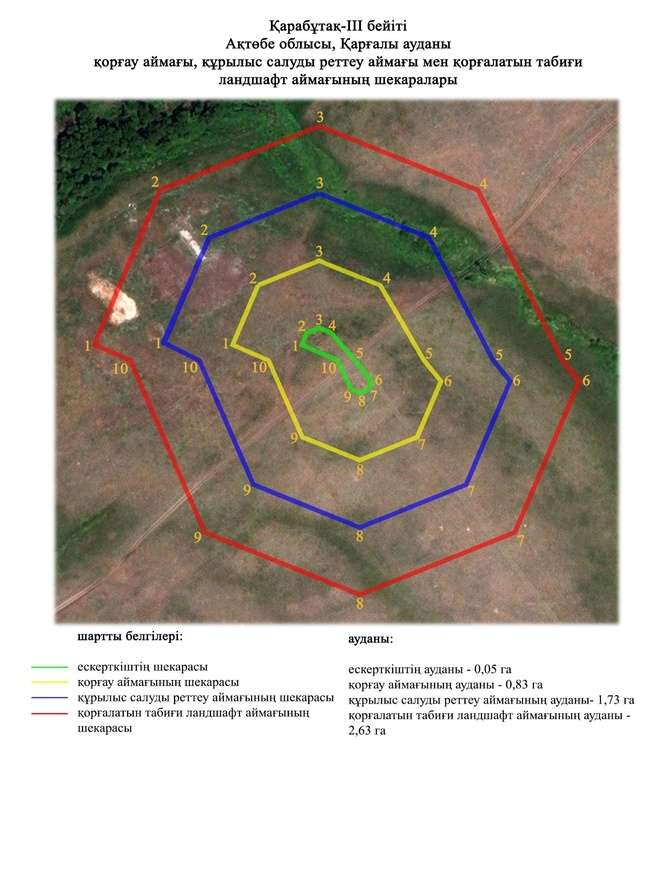 Қарабұтақ-III бейіті
Ақтөбе облысы, Қарғалы ауданы
қорғау аймағы, құрылыс салуды реттеу аймағы мен қорғалатын табиғи
ландшафт аймағының шекаралары
3
2
4
3
2
4
3
2
4
2 3 4
1
1
1
1
5
5
5
10
10
10
10
5
6
6
6
6
9 8 7
9
7
8
9
7
8
9
7
8
шартты белгілері:
ескерткіштің шекарасы
қорғау аймағының шекарасы
құрылыс салуды реттеу аймағының шекарасы
қорғалатын табиғи ландшафт аймағының
шекарасы
ауданы:
ескерткіштің ауданы - 0,05 га
қорғау аймағының ауданы - 0,83 га
құрылыс салуды реттеу аймағының ауданы- 1,73 га
қорғалатын табиғи ландшафт аймағының ауданы -
2,63 га